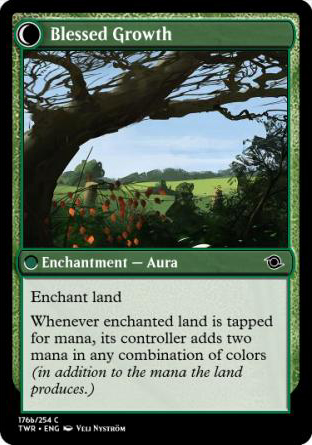 Blessed Growth
Enchantment — Aura
Enchant land
Whenever enchanted land is tapped
for mana, its controller adds two
mana in any combination of colors
(in addition to the mana the land
produces.)
176b/254 C
TWR • ENG Veli Nyström